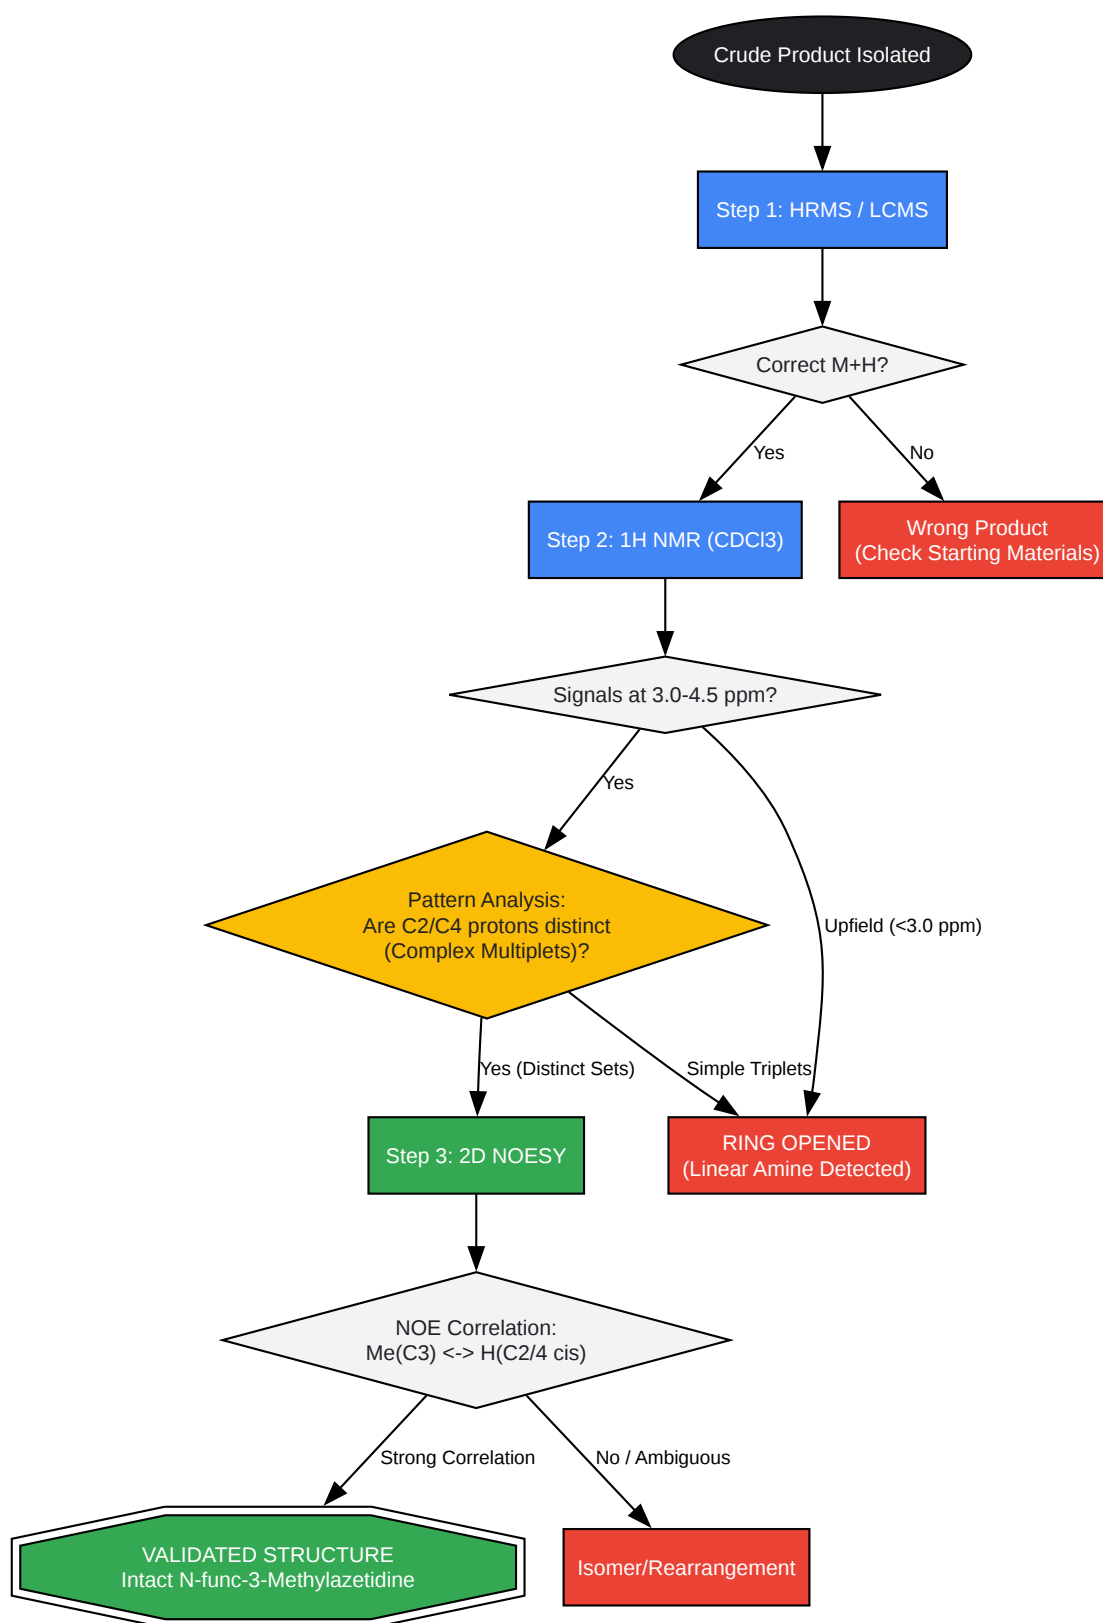 Crude Product Isolated
Step 1: HRMS / LCMS
Correct M+H?
Yes
No
Step 2: 1H NMR (CDCl3)
Wrong Product
(Check Starting Materials)
Signals at 3.0-4.5 ppm?
Yes
Pattern Analysis:
Are C2/C4 protons distinct
(Complex Multiplets)?
Upfield (<3.0 ppm)
Yes (Distinct Sets)
Simple Triplets
Step 3: 2D NOESY
RING OPENED
(Linear Amine Detected)
NOE Correlation:
Me(C3) <-> H(C2/4 cis)
Strong Correlation
No / Ambiguous
VALIDATED STRUCTURE
Intact N-func-3-Methylazetidine
Isomer/Rearrangement